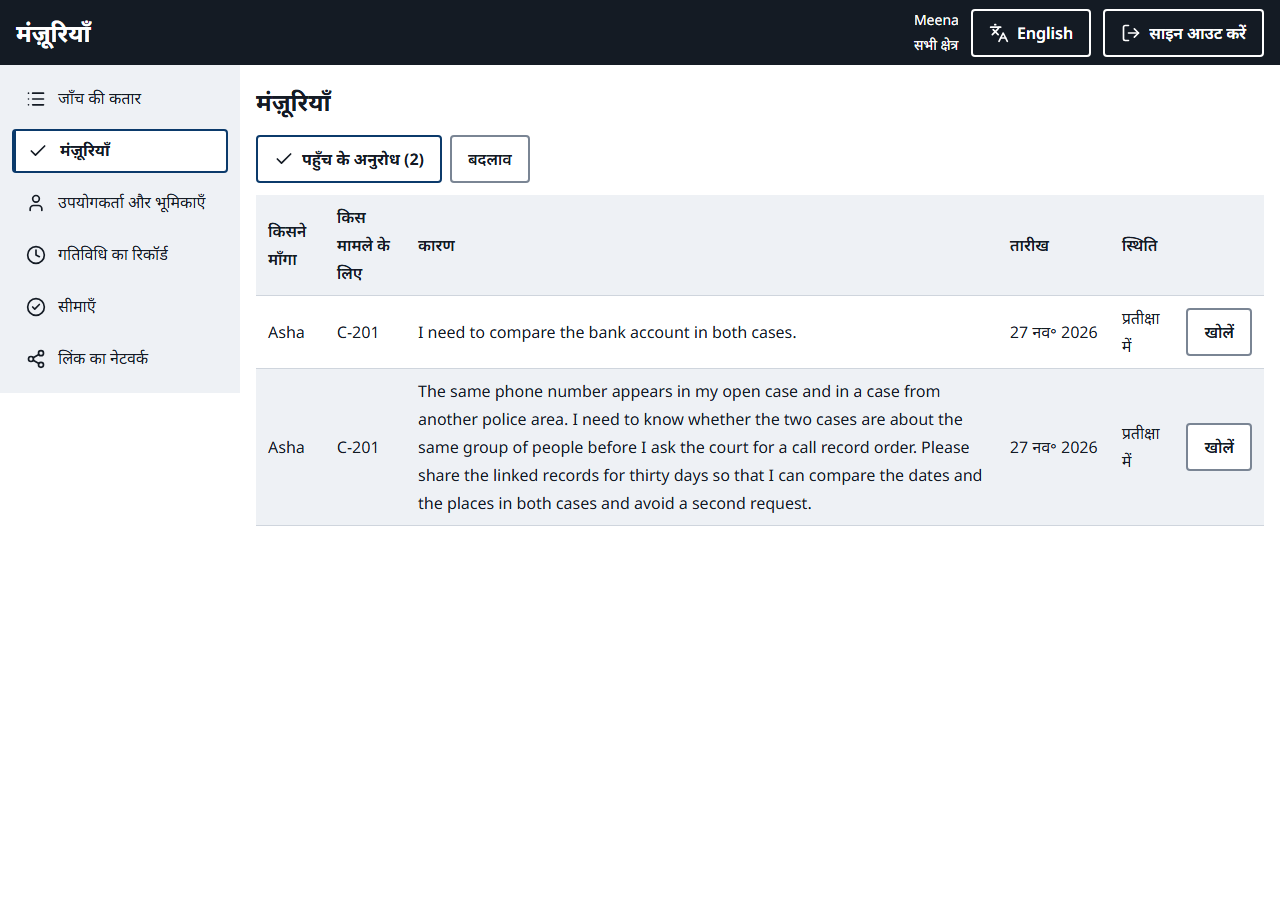 मंज़ूरियाँ
Meena
सभी क्षेत्र
English
साइन आउट करें
जाँच की कतार
मंज़ूरियाँ
उपयोगकर्ता और भूमिकाएँ
गतिविधि का रिकॉर्ड
सीमाएँ
लिंक का नेटवर्क
मंज़ूरियाँ
पहुँच के अनुरोध (2)
बदलाव
किसने
माँगा
किस
मामले के
लिए
कारण
तारीख
स्थिति
Asha
C-201
I need to compare the bank account in both cases.
27 नव॰ 2026
प्रतीक्षा
में
खोलें
Asha
C-201
The same phone number appears in my open case and in a case from
another police area. I need to know whether the two cases are about the
same group of people before I ask the court for a call record order. Please
share the linked records for thirty days so that I can compare the dates and
the places in both cases and avoid a second request.
27 नव॰ 2026
प्रतीक्षा
में
खोलें